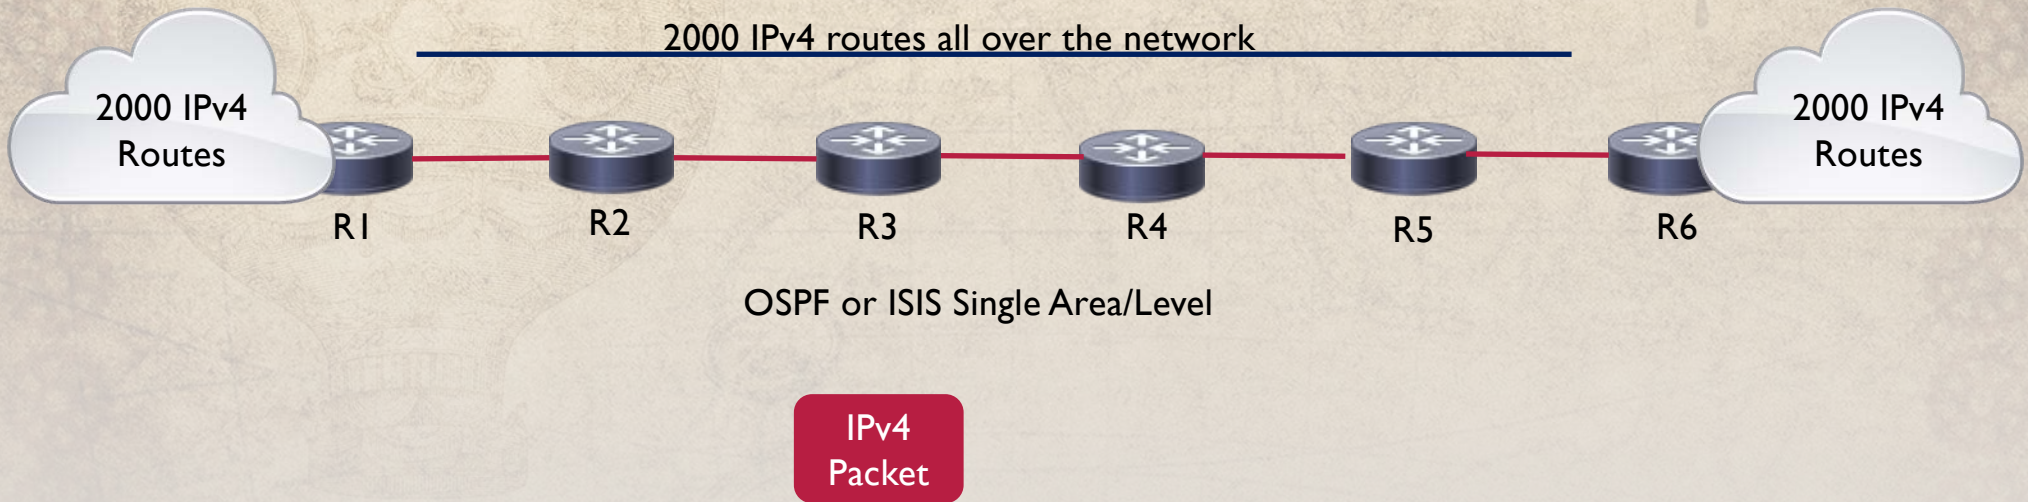 2000 IPv4 routes all over the network
2000 IPv4
Routes
2000 IPv4
Routes
R1
R2
R3
R4
R5
R6
OSPF or ISIS Single Area/Level
IPv4
Packet